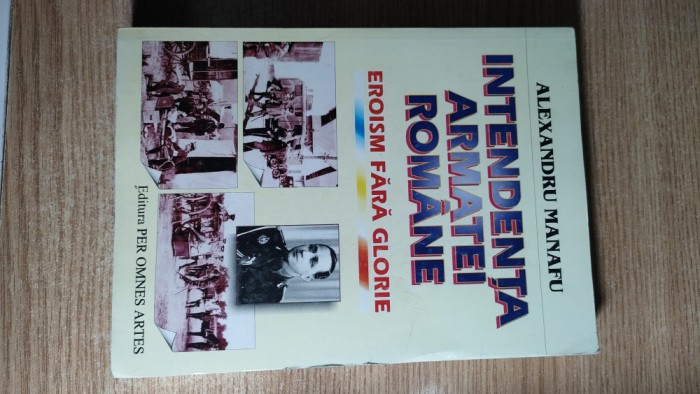 ALEXANDRU MANAFU
INTENDENȚA
ARMATEI
ROMÂNE
EROISM FĂRĂ GLORIE
Editura PER OMNES ARTES